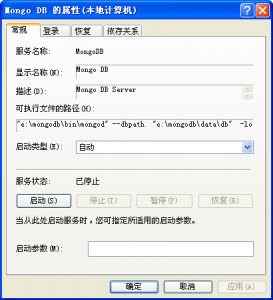 Mongo DB 的属性(本地计算机)
常规 登录 恢复 依存关系
服务名称: MongoDB
显示名称(N): Mongo DB
描述(D): Mongo DB Server
可执行文件的路径(H):
"e:\mongodb\bin\mongod" --dbpath "e:\mongodb\data\db" -lo
启动类型(E): 自动
服务状态: 已停止
启动(S) 停止(T) 暂停(P) 恢复(R)
当从此处启动服务时，您可指定所适用的启动参数。
启动参数(M):
确定 取消 应用(A)